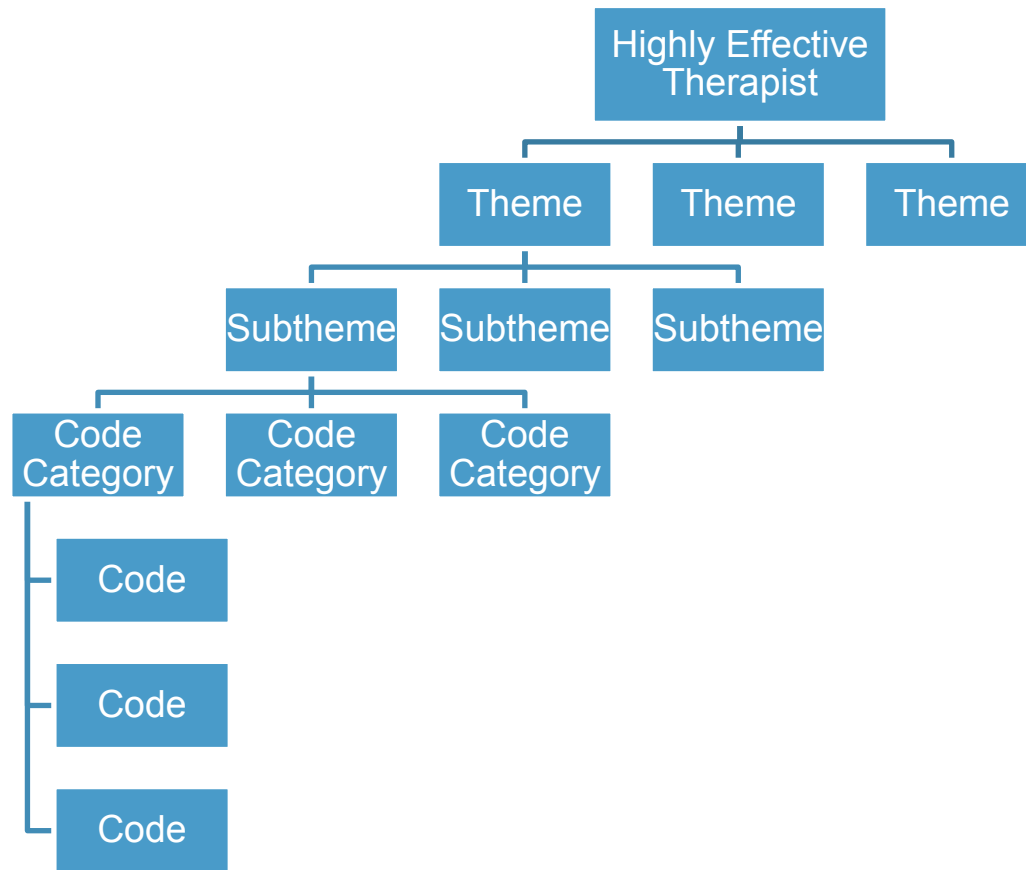 Highly Effective
Therapist
Theme
Theme
Theme
Subtheme
Subtheme
Subtheme
Code
Category
Code
Category
Code
Category
Code
Code
Code